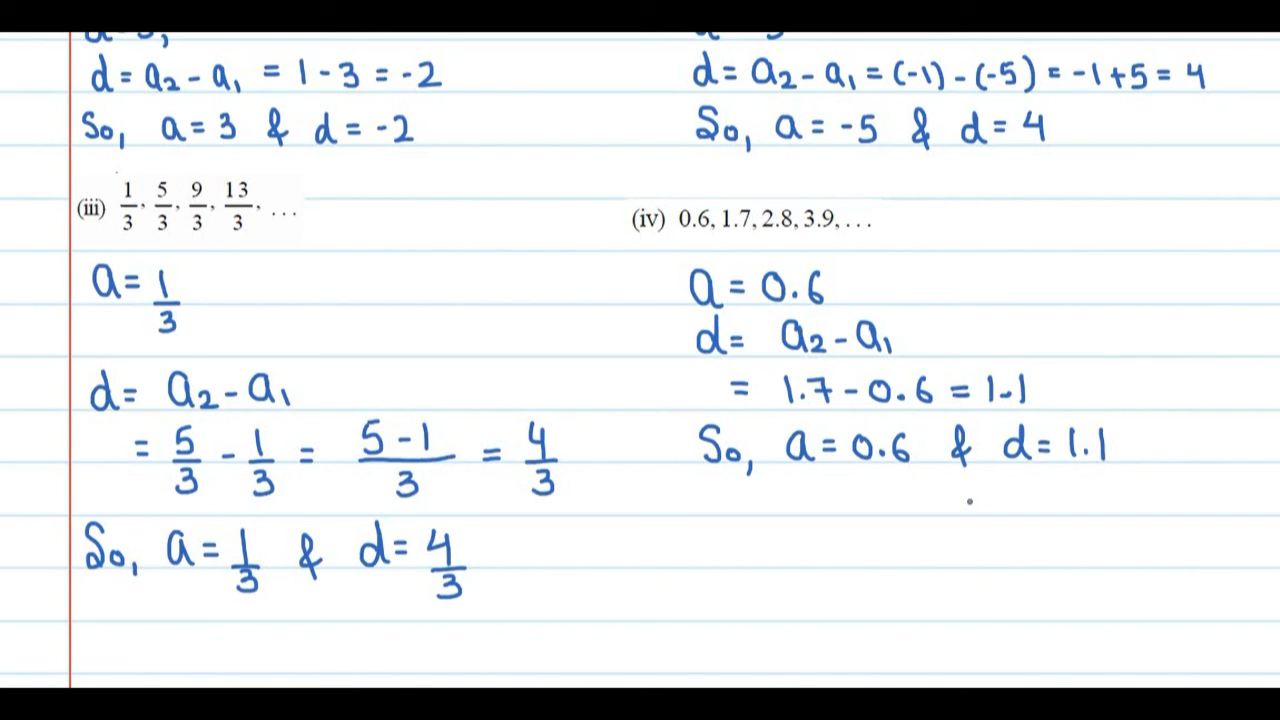 d = a₂ - a₁ = 1 - 3 = -2
So, a = 3 & d = -2
(iii) 1/3, 5/3, 9/3, 13/3, ...
a = 1/3
d = a₂ - a₁
= 5/3 - 1/3 = (5 - 1)/3 = 4/3
So, a = 1/3 & d = 4/3
d = a₂ - a₁ = (-1) - (-5) = -1 + 5 = 4
So, a = -5 & d = 4
(iv) 0.6, 1.7, 2.8, 3.9, ...
a = 0.6
d = a₂ - a₁
= 1.7 - 0.6 = 1.1
So, a = 0.6 & d = 1.1